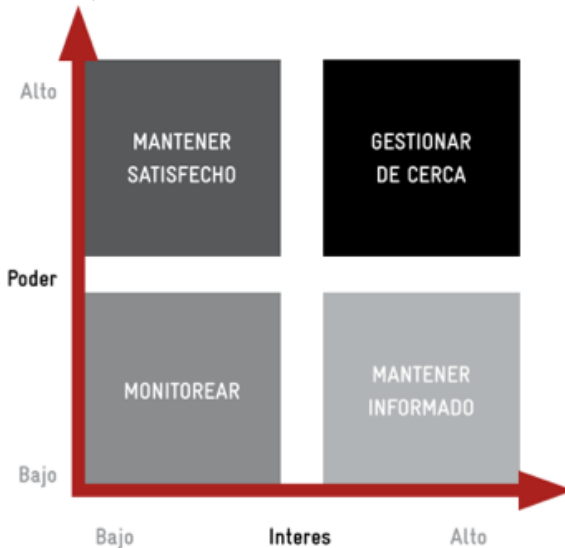 Alto
MANTENER
SATISFECHO
GESTIONAR
DE CERCA
Poder
MONITOREAR
MANTENER
INFORMADO
Bajo
Bajo
Interes
Alto